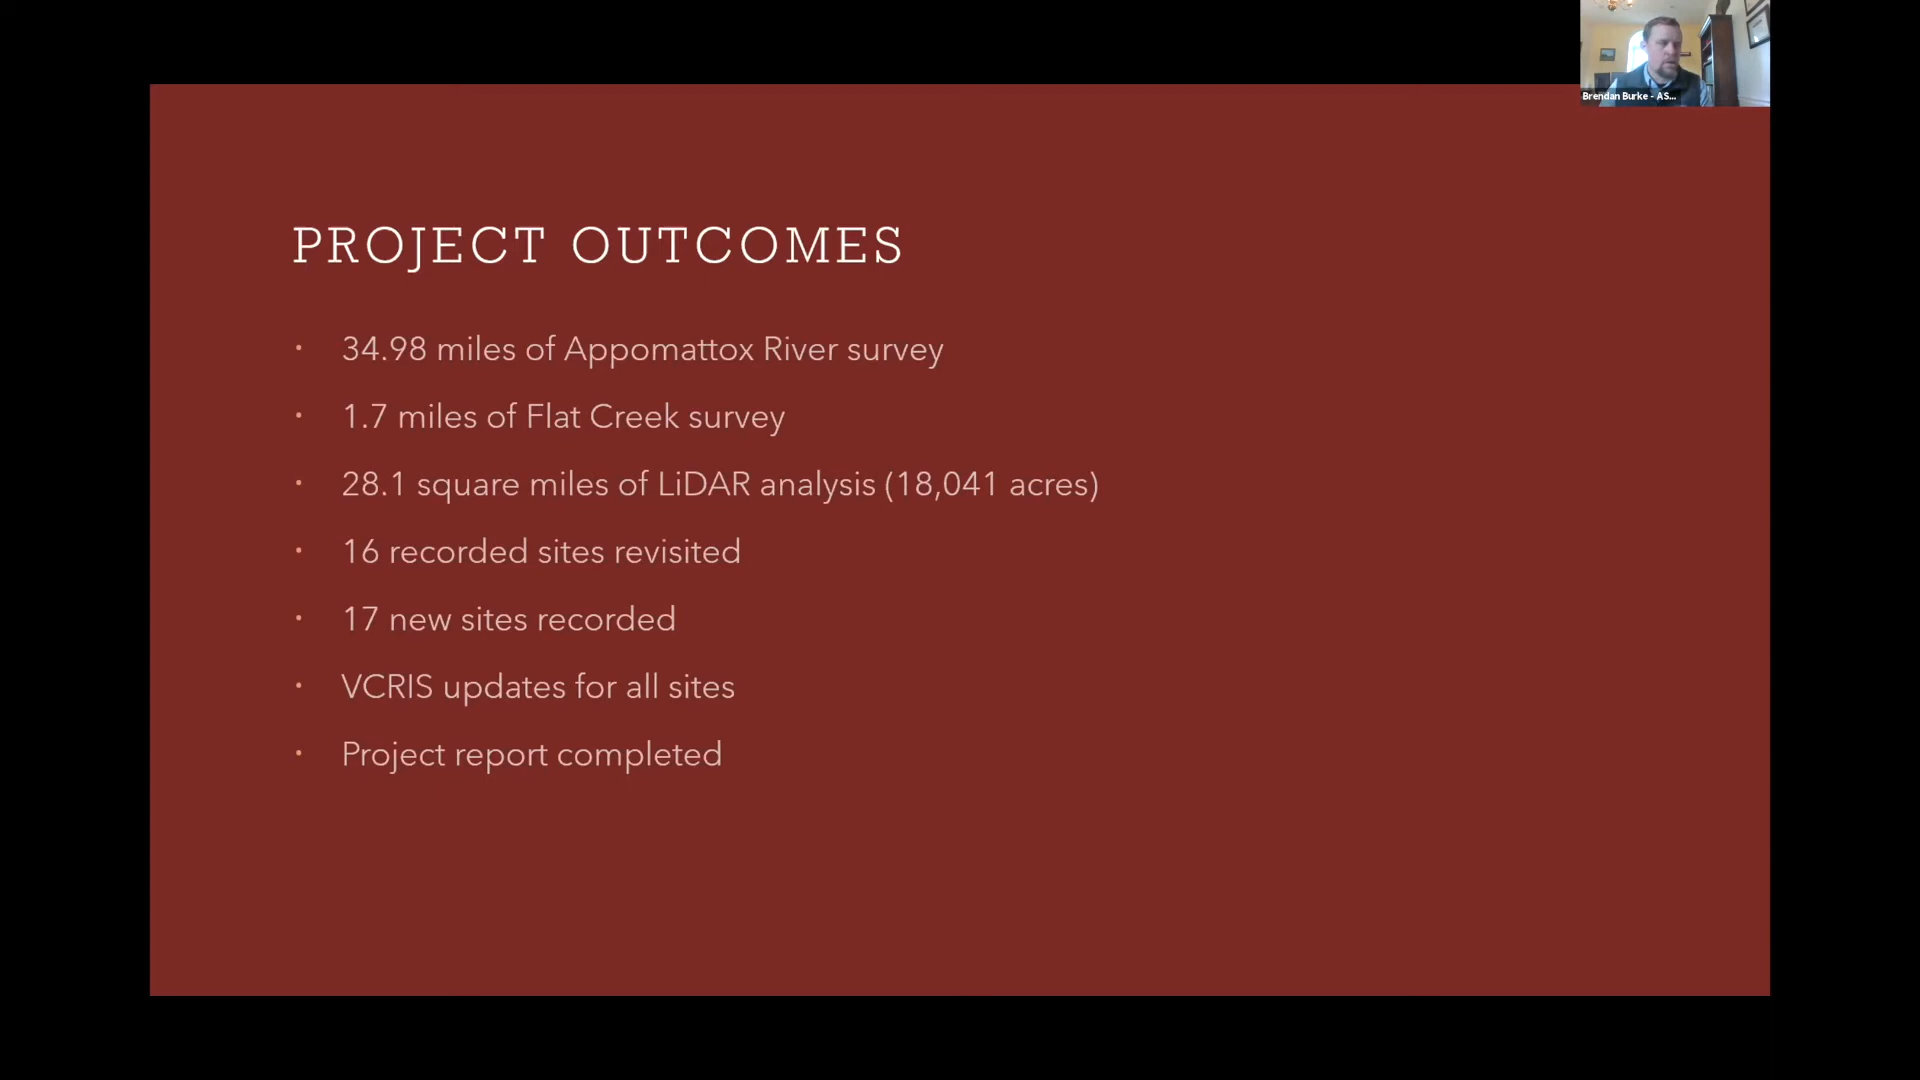 Brendan Burke - AS...
PROJECT OUTCOMES
• 34.98 miles of Appomattox River survey
• 1.7 miles of Flat Creek survey
• 28.1 square miles of LiDAR analysis (18,041 acres)
• 16 recorded sites revisited
• 17 new sites recorded
• VCRIS updates for all sites
• Project report completed